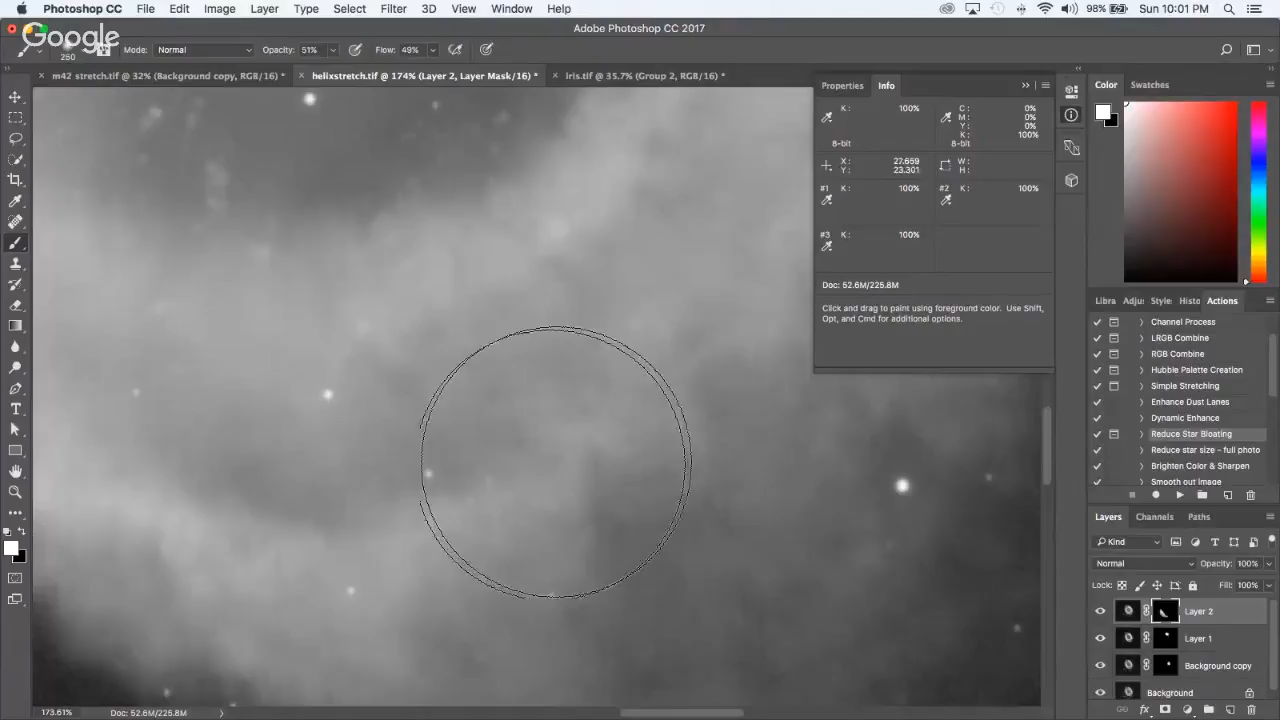 Photoshop CC File Edit Image Layer Type Select Filter 3D View Window Help 98% Sun 10:01 PM
Adobe Photoshop CC 2017
Google
250 Mode: Normal Opacity: 51% Flow: 49%
m42 stretch.tif @ 32% (Background copy, RGB/16) * helixstretch.tif @ 174% (Layer 2, Layer Mask/16) * iris.tif @ 35.7% (Group 2, RGB/16) *
Properties Info
K: 100% C: 0%
M: 0%
Y: 0%
K: 100%
8-bit 8-bit
X: 27.659 W:
Y: 23.301 H:
#1 K: 100% #2 K: 100%
#3 K: 100%
Doc: 52.6M/225.8M
Click and drag to paint using foreground color. Use Shift,
Opt, and Cmd for additional options.
Color Swatches
Libra Adju: Style Histo Actions
Channel Process
LRGB Combine
RGB Combine
Hubble Palette Creation
Simple Stretching
Enhance Dust Lanes
Dynamic Enhance
Reduce Star Bloating
Reduce star size - full photo
Brighten Color & Sharpen
Smooth out image
Layers Channels Paths
Kind
Normal Opacity: 100%
Lock: Fill: 100%
Layer 2
Layer 1
Background copy
Background
173.61% Doc: 52.6M/225.8M